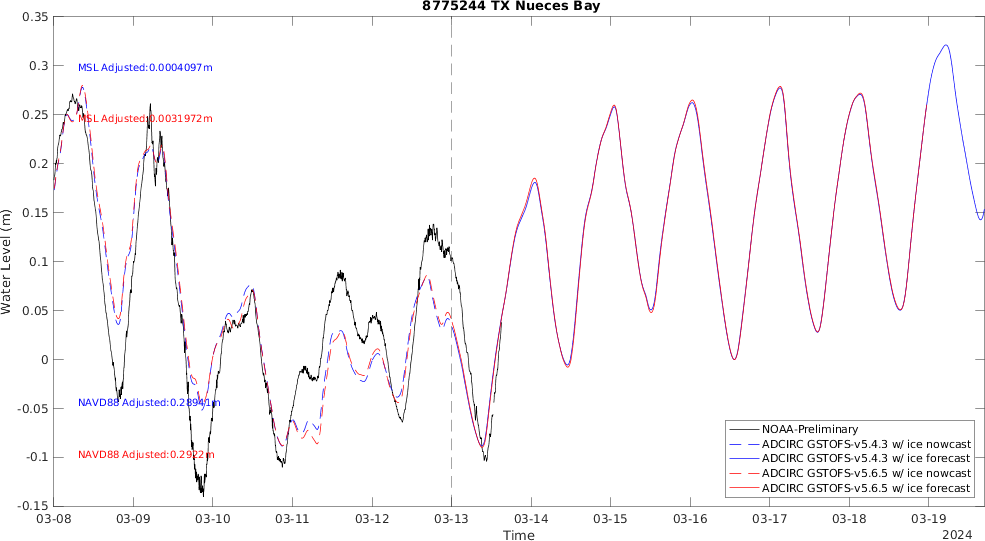 8775244 TX Nueces Bay
0.35
0.3
0.25
0.2
0.15
0.1
0.05
0
-0.05
-0.1
-0.15
Water Level (m)
MSL Adjusted:0.0004097m
MSL Adjusted:0.0031972m
NAVD88 Adjusted:0.28941m
NAVD88 Adjusted:0.2922m
NOAA-Preliminary
ADCIRC GSTOFS-v5.4.3 w/ ice nowcast
ADCIRC GSTOFS-v5.4.3 w/ ice forecast
ADCIRC GSTOFS-v5.6.5 w/ ice nowcast
ADCIRC GSTOFS-v5.6.5 w/ ice forecast
03-08 03-09 03-10 03-11 03-12 03-13 03-14 03-15 03-16 03-17 03-18 03-19
Time
2024